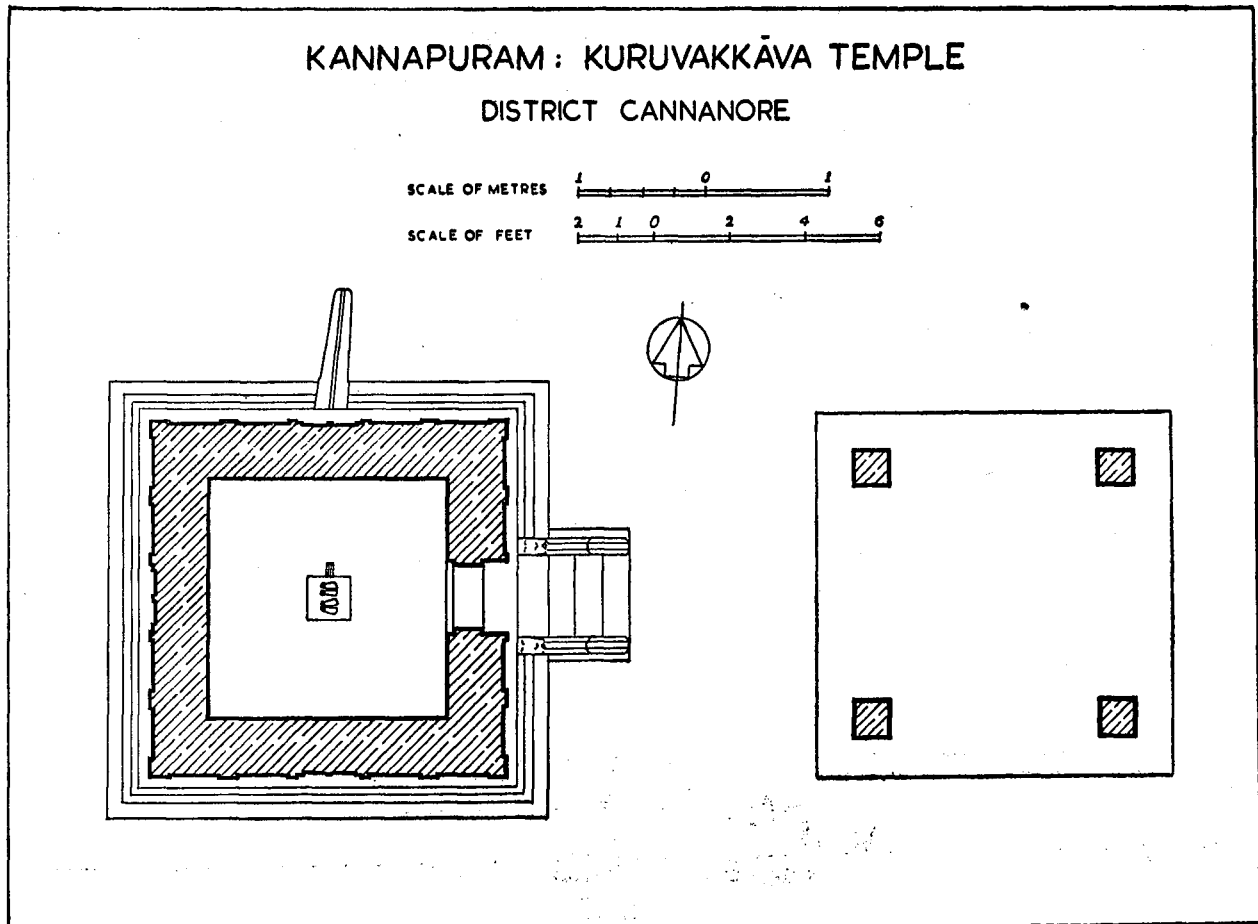 KANNAPURAM: KURUVAKKĀVA TEMPLE
DISTRICT CANNANORE
SCALE OF METRES 1 0 1
SCALE OF FEET 2 1 0 2 4 6